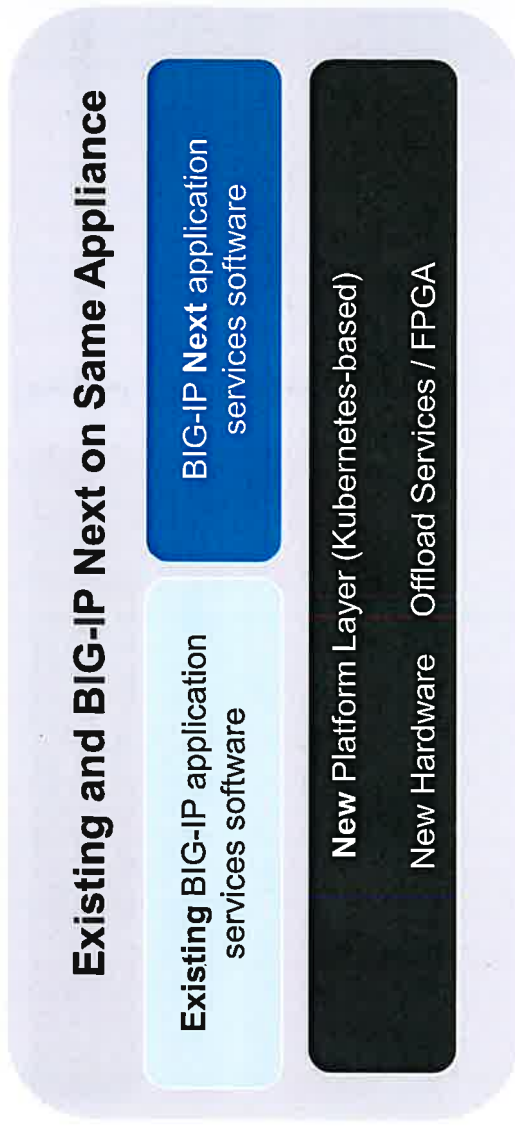 Existing and BIG-IP Next on Same Appliance
Existing BIG-IP application
services software
BIG-IP Next application
services software
New Platform Layer (Kubernetes-based)
New Hardware Offload Services / FPGA